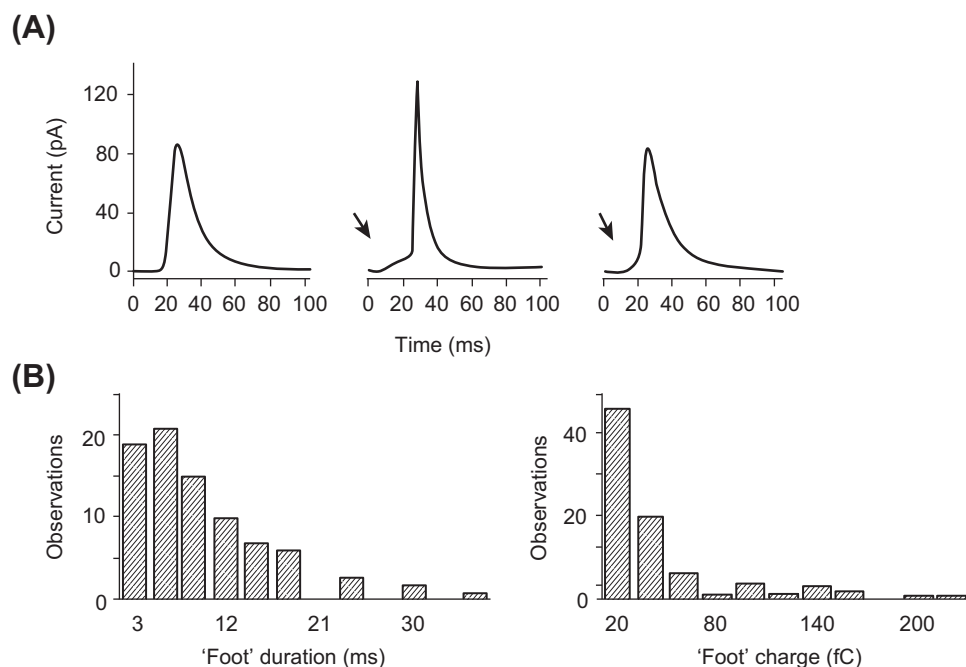 (A)
Current (pA)
120
80
40
0
0 20 40 60 80 100
0 20 40 60 80 100
0 20 40 60 80 100
Time (ms)
(B)
Observations
20
10
0
3 12 21 30
'Foot' duration (ms)
Observations
40
20
0
20 80 140 200
'Foot' charge (fC)